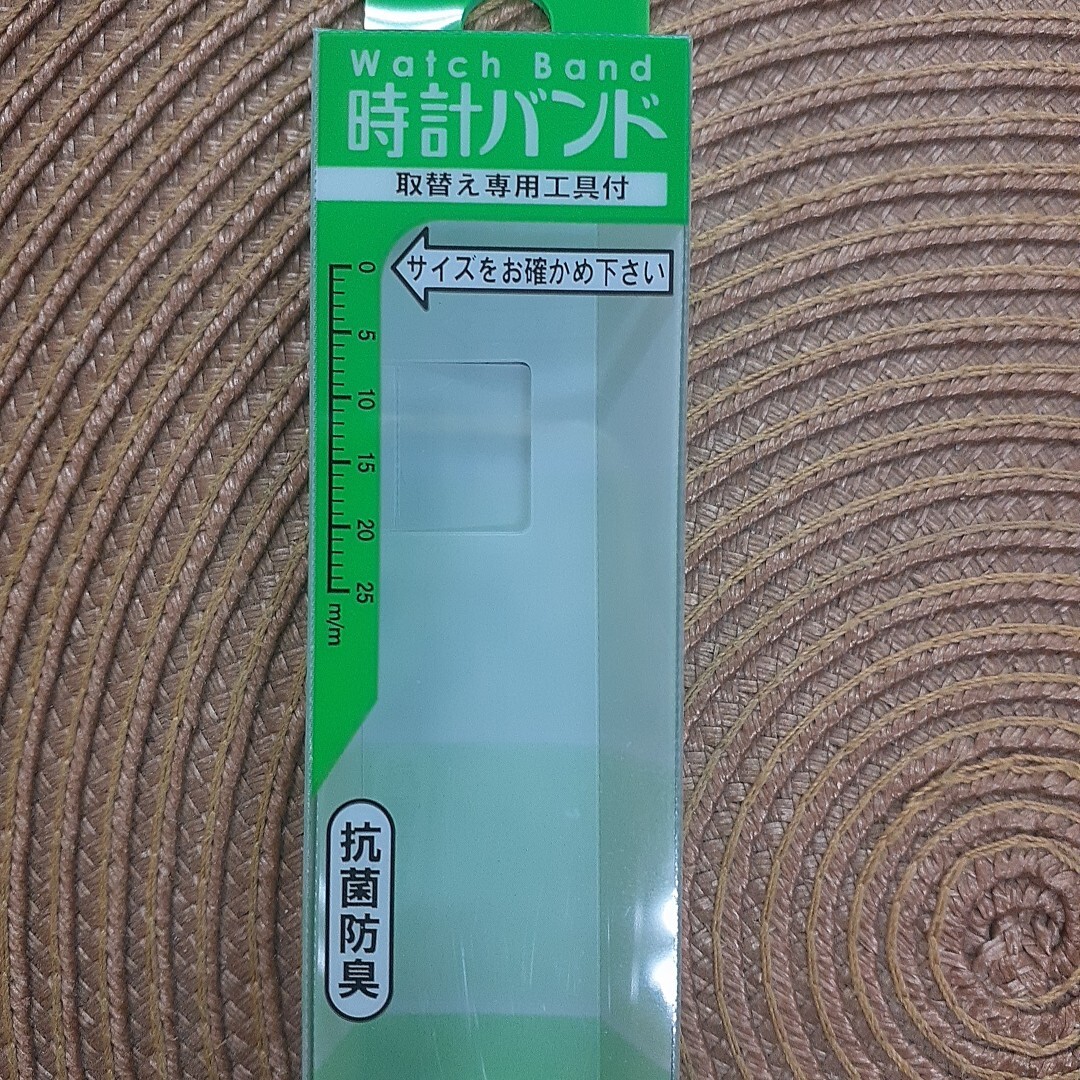 Watch Band
時計バンド
取替え専用工具付
サイズをお確かめ下さい
0
5
10
15
20
25
m/m
抗菌防臭